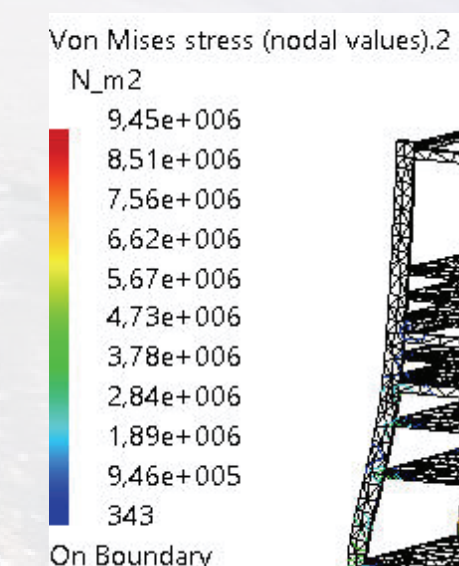 Von Mises stress (nodal values).2
N_m2
9,45e+006
8,51e+006
7,56e+006
6,62e+006
5,67e+006
4,73e+006
3,78e+006
2,84e+006
1,89e+006
9,46e+005
343
On Boundary